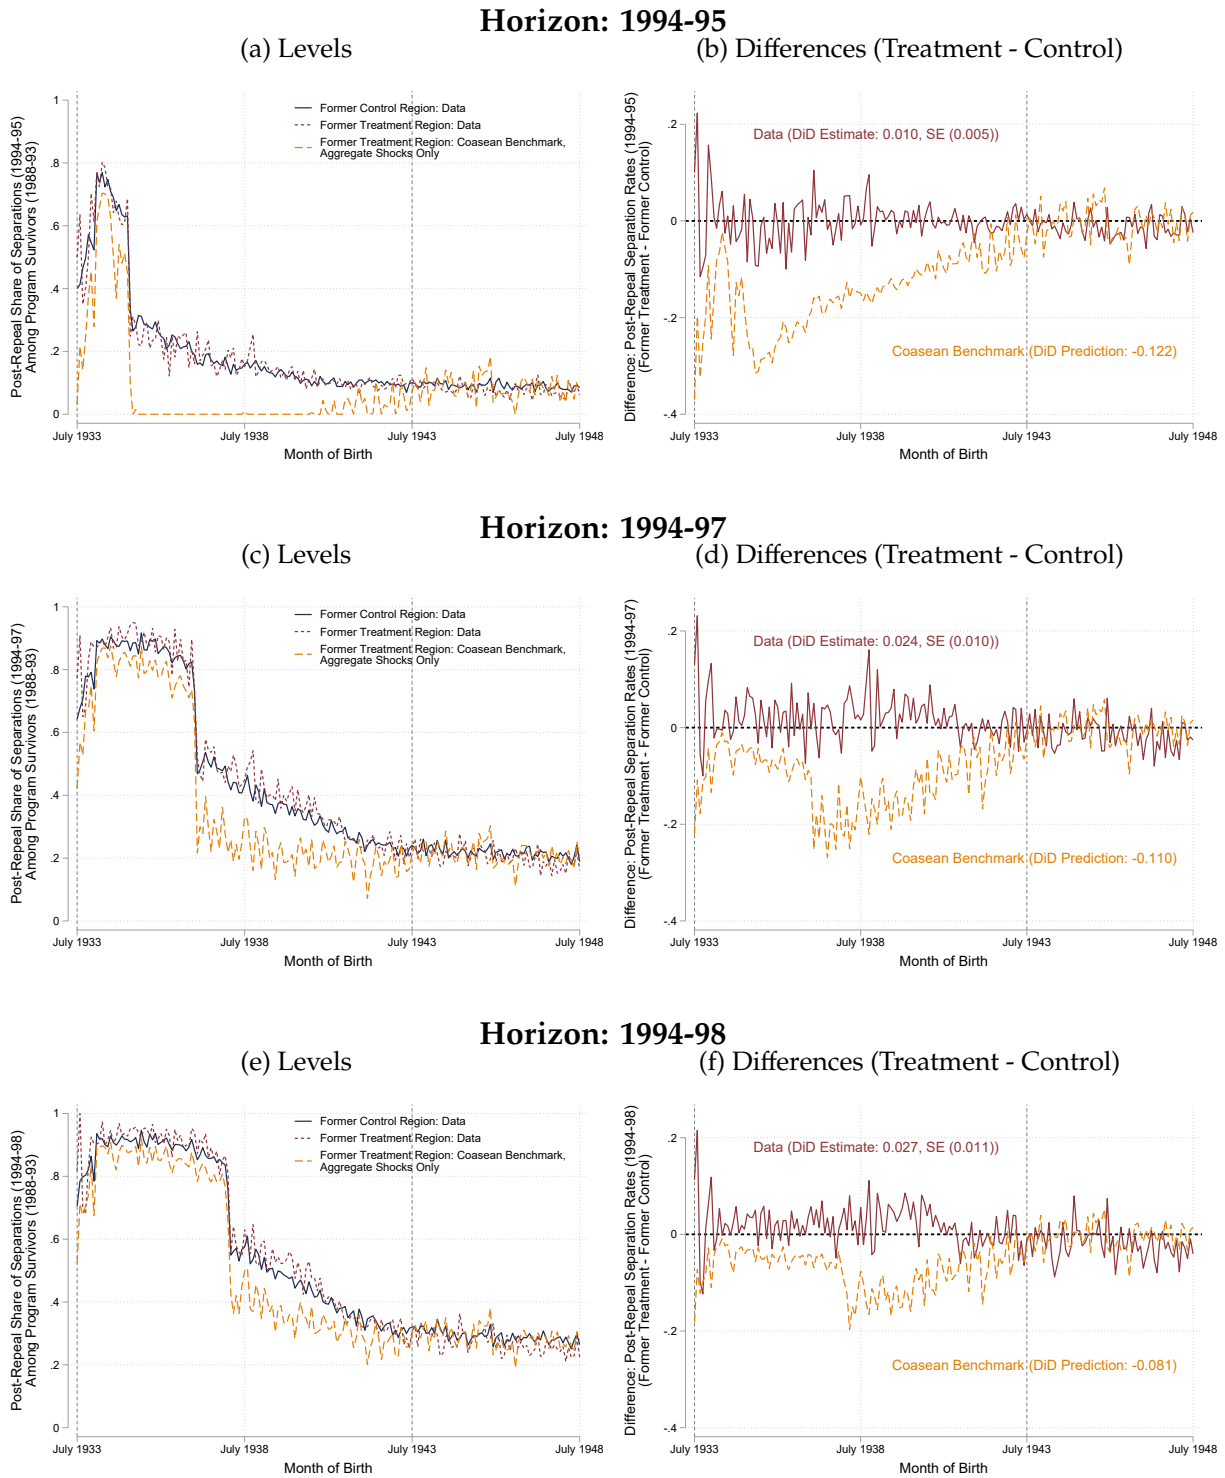 Horizon: 1994-95
(a) Levels
(b) Differences (Treatment - Control)
Post-Repeal Share of Separations (1994-95)
Among Program Survivors (1988-93)
1
.8
.6
.4
.2
0
Former Control Region: Data
Former Treatment Region: Data
Former Treatment Region: Coasean Benchmark,
Aggregate Shocks Only
July 1933
July 1938
July 1943
July 1948
Month of Birth
Difference: Post-Repeal Separation Rates (1994-95)
(Former Treatment - Former Control)
.2
0
-.2
-.4
Data (DiD Estimate: 0.010, SE (0.005))
Coasean Benchmark (DiD Prediction: -0.122)
July 1933
July 1938
July 1943
July 1948
Month of Birth
Horizon: 1994-97
(c) Levels
(d) Differences (Treatment - Control)
Post-Repeal Share of Separations (1994-97)
Among Program Survivors (1988-93)
1
.8
.6
.4
.2
0
Former Control Region: Data
Former Treatment Region: Data
Former Treatment Region: Coasean Benchmark,
Aggregate Shocks Only
July 1933
July 1938
July 1943
July 1948
Month of Birth
Difference: Post-Repeal Separation Rates (1994-97)
(Former Treatment - Former Control)
.2
0
-.2
-.4
Data (DiD Estimate: 0.024, SE (0.010))
Coasean Benchmark (DiD Prediction: -0.110)
July 1933
July 1938
July 1943
July 1948
Month of Birth
Horizon: 1994-98
(e) Levels
(f) Differences (Treatment - Control)
Post-Repeal Share of Separations (1994-98)
Among Program Survivors (1988-93)
1
.8
.6
.4
.2
0
Former Control Region: Data
Former Treatment Region: Data
Former Treatment Region: Coasean Benchmark,
Aggregate Shocks Only
July 1933
July 1938
July 1943
July 1948
Month of Birth
Difference: Post-Repeal Separation Rates (1994-98)
(Former Treatment - Former Control)
.2
0
-.2
-.4
Data (DiD Estimate: 0.027, SE (0.011))
Coasean Benchmark (DiD Prediction: -0.081)
July 1933
July 1938
July 1943
July 1948
Month of Birth